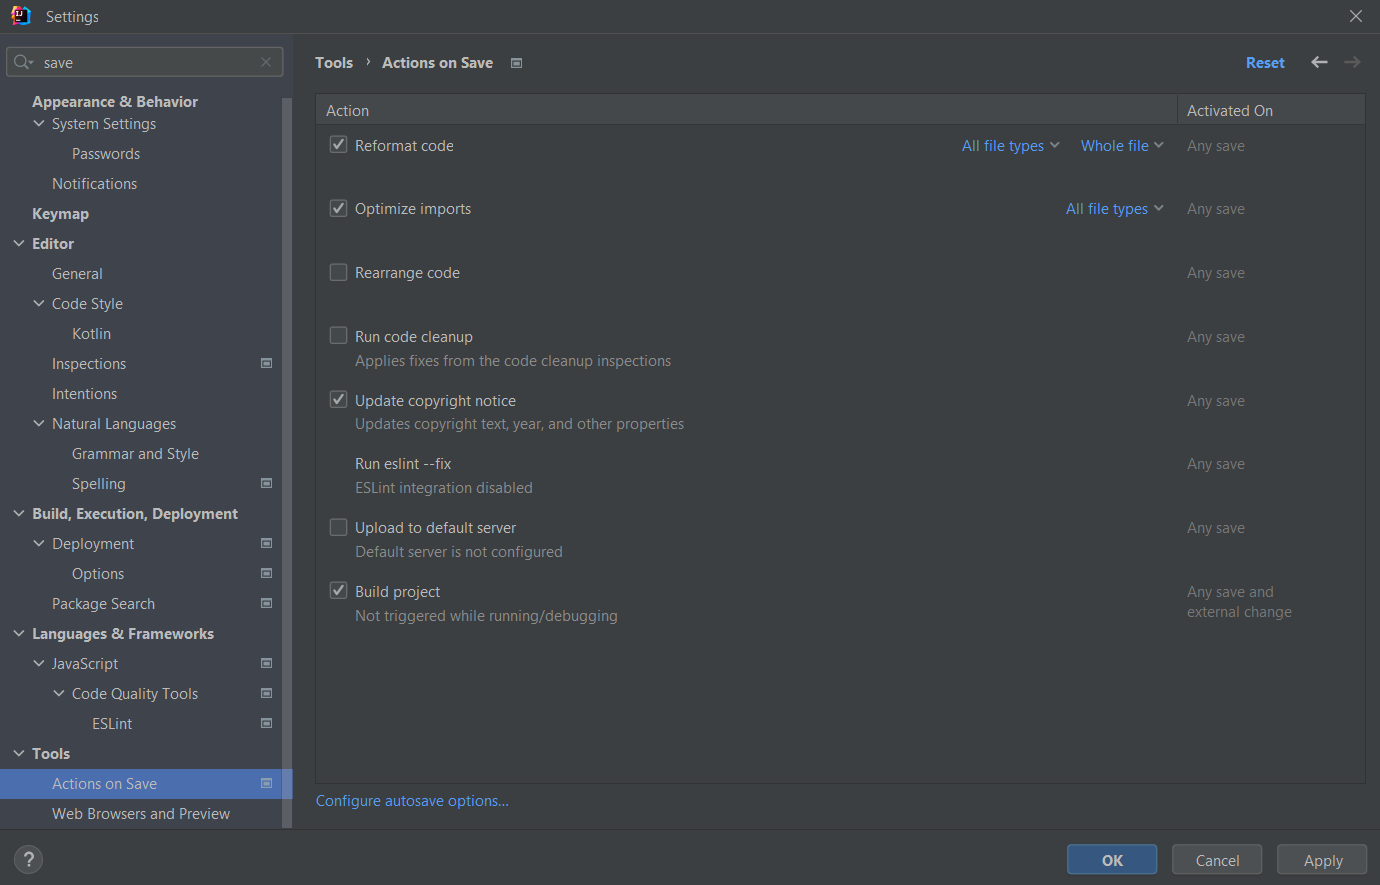 Settings
save
Appearance & Behavior
System Settings
Passwords
Notifications
Keymap
Editor
General
Code Style
Kotlin
Inspections
Intentions
Natural Languages
Grammar and Style
Spelling
Build, Execution, Deployment
Deployment
Options
Package Search
Languages & Frameworks
JavaScript
Code Quality Tools
ESLint
Tools
Actions on Save
Web Browsers and Preview
Tools › Actions on Save
Reset
Action Activated On
Reformat code All file types Whole file Any save
Optimize imports All file types Any save
Rearrange code Any save
Run code cleanup Any save
Applies fixes from the code cleanup inspections
Update copyright notice Any save
Updates copyright text, year, and other properties
Run eslint --fix Any save
ESLint integration disabled
Upload to default server Any save
Default server is not configured
Build project Any save and
external change
Not triggered while running/debugging
Configure autosave options...
?
OK Cancel Apply